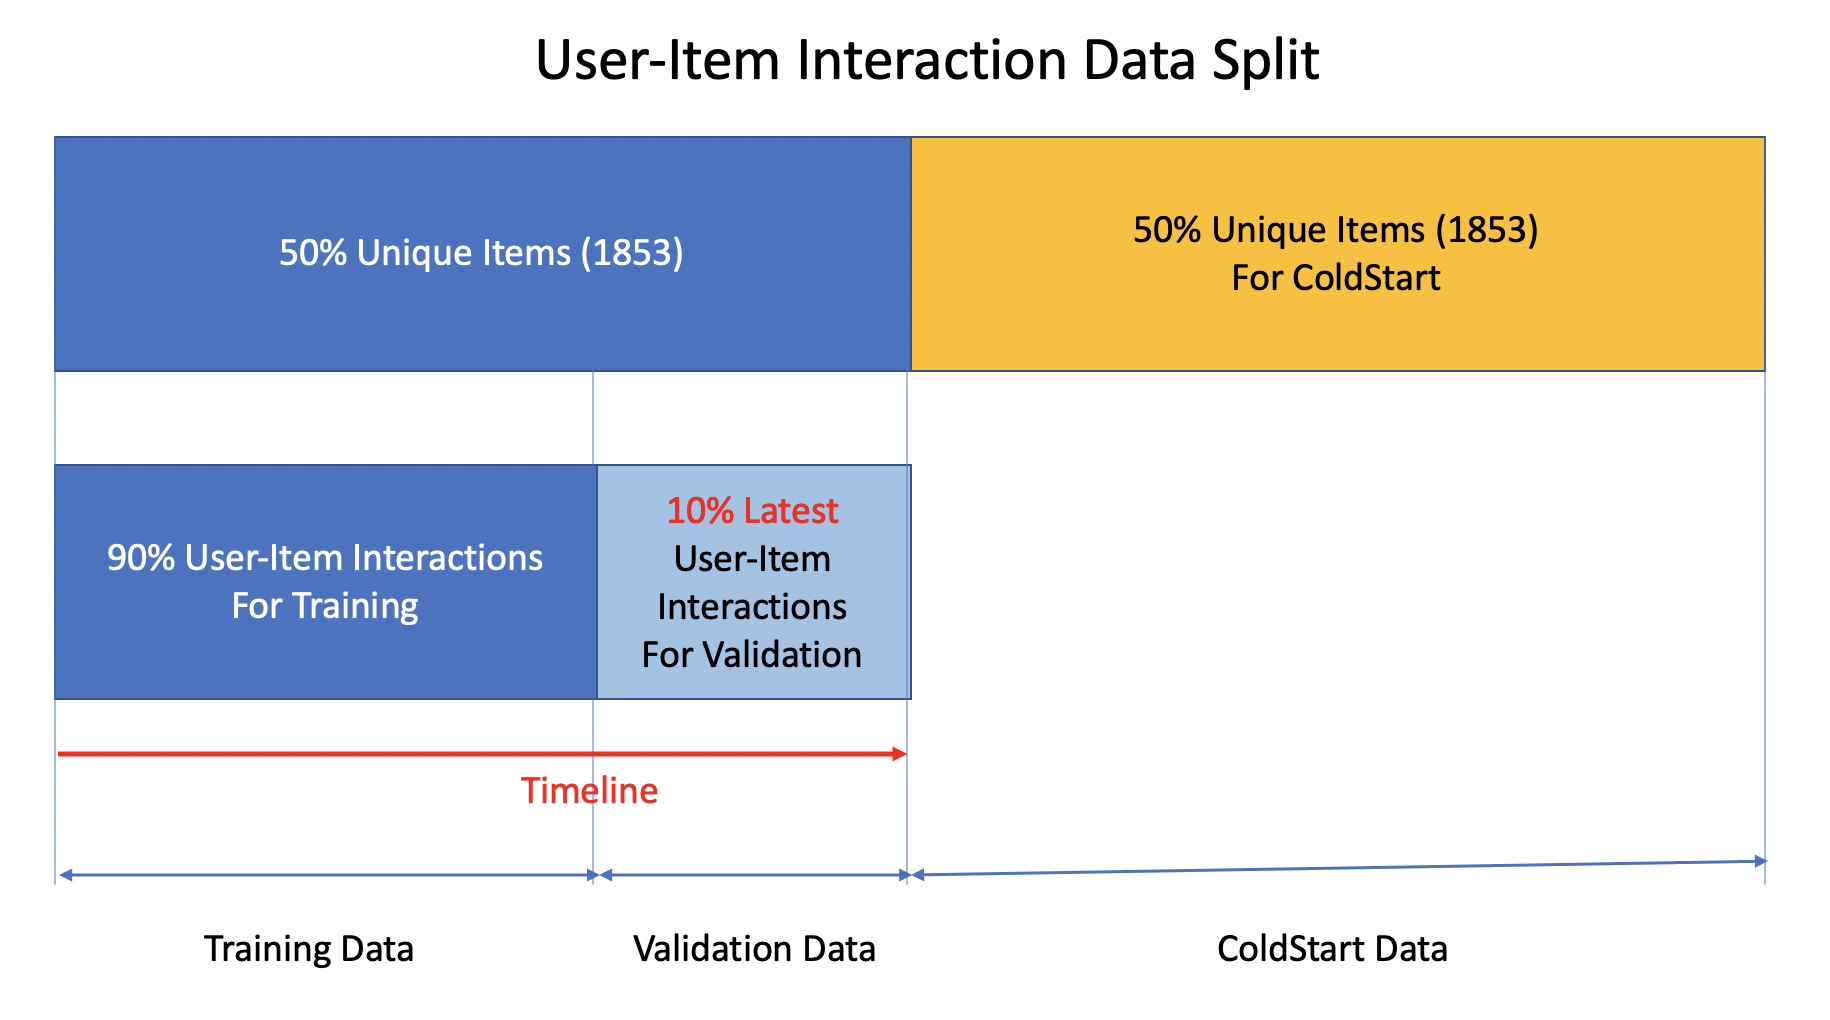 User-Item Interaction Data Split
50% Unique Items (1853)
50% Unique Items (1853)
For ColdStart
90% User-Item Interactions
For Training
10% Latest
User-Item
Interactions
For Validation
Timeline
Training Data
Validation Data
ColdStart Data